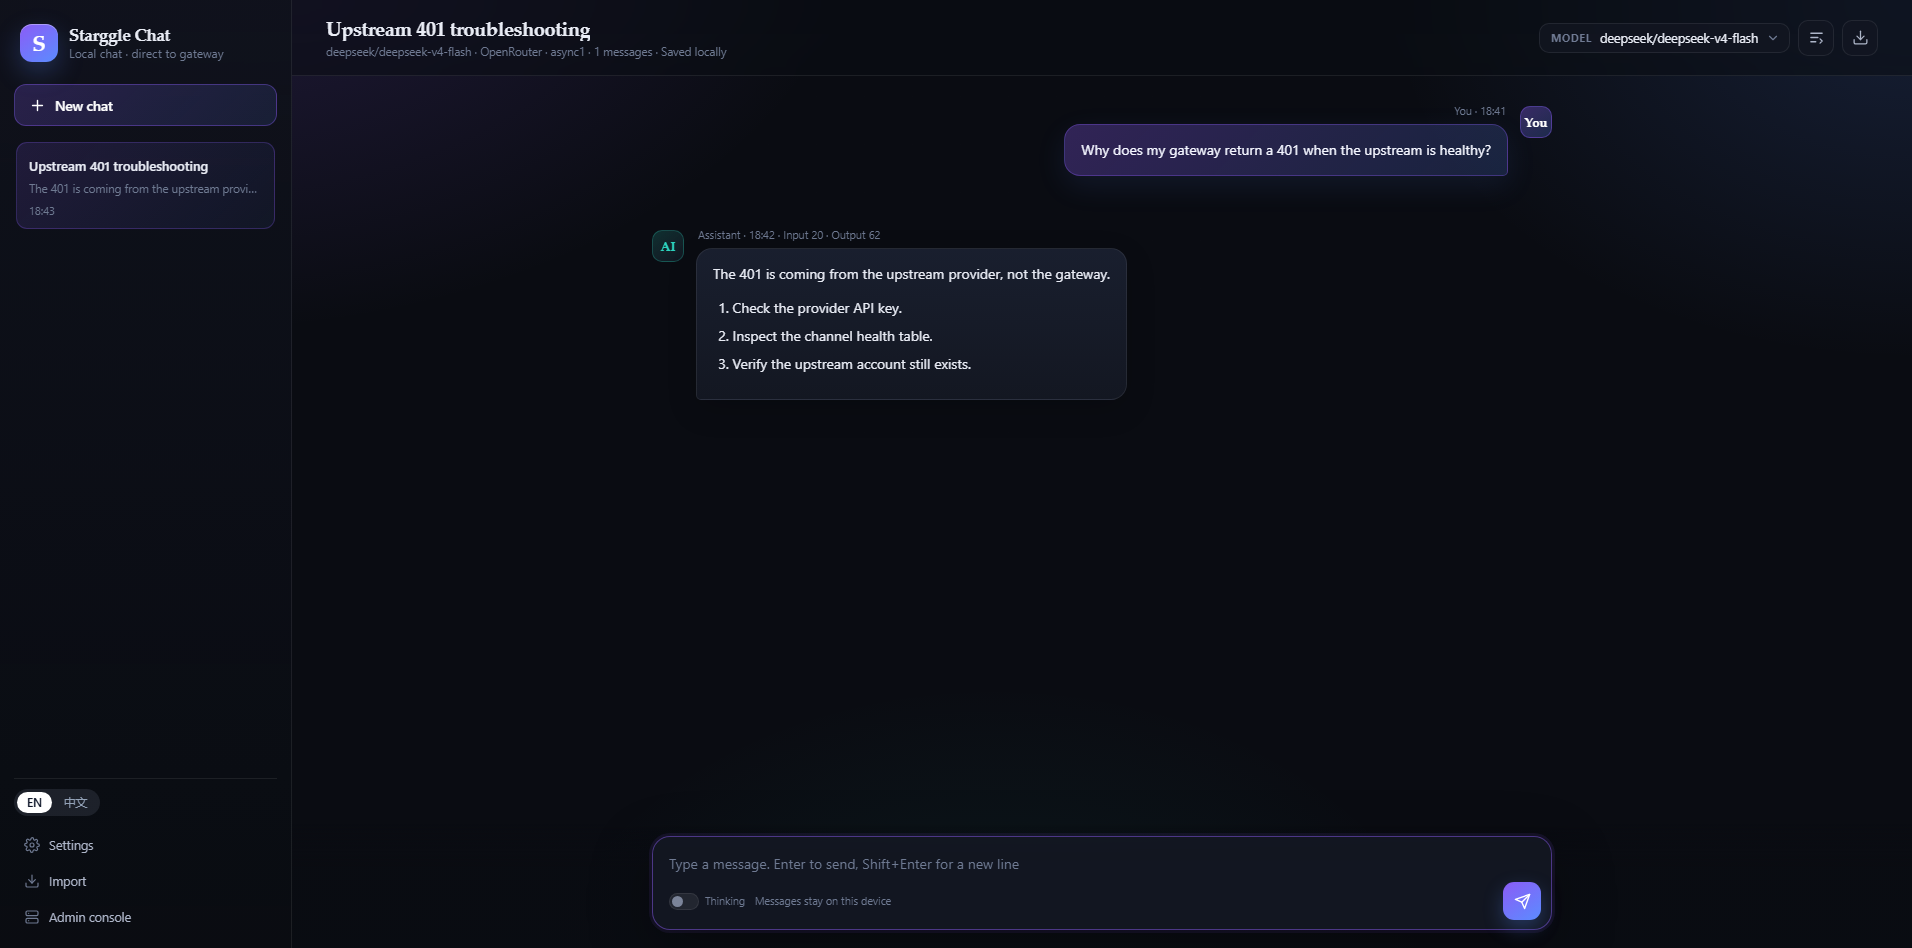 S
Starggle Chat
Local chat · direct to gateway
+ New chat
Upstream 401 troubleshooting
The 401 is coming from the upstream provi...
18:43
EN 中文
Settings
Import
Admin console
Upstream 401 troubleshooting
deepseek/deepseek-v4-flash · OpenRouter · async1 · 1 messages · Saved locally
MODEL deepseek/deepseek-v4-flash
You · 18:41
You
Why does my gateway return a 401 when the upstream is healthy?
AI
Assistant · 18:42 · Input 20 · Output 62
The 401 is coming from the upstream provider, not the gateway.
1. Check the provider API key.
2. Inspect the channel health table.
3. Verify the upstream account still exists.
Type a message. Enter to send, Shift+Enter for a new line
Thinking Messages stay on this device